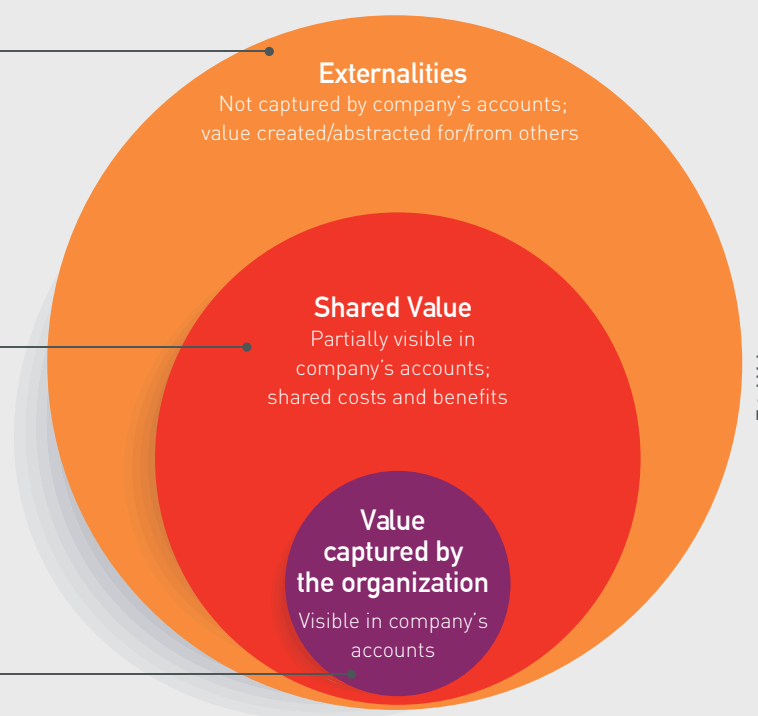 Externalities
Not captured by company's accounts;
value created/abstracted for/from others
Shared Value
Partially visible in
company's accounts;
shared costs and benefits
Value
captured by
the organization
Visible in company's
accounts